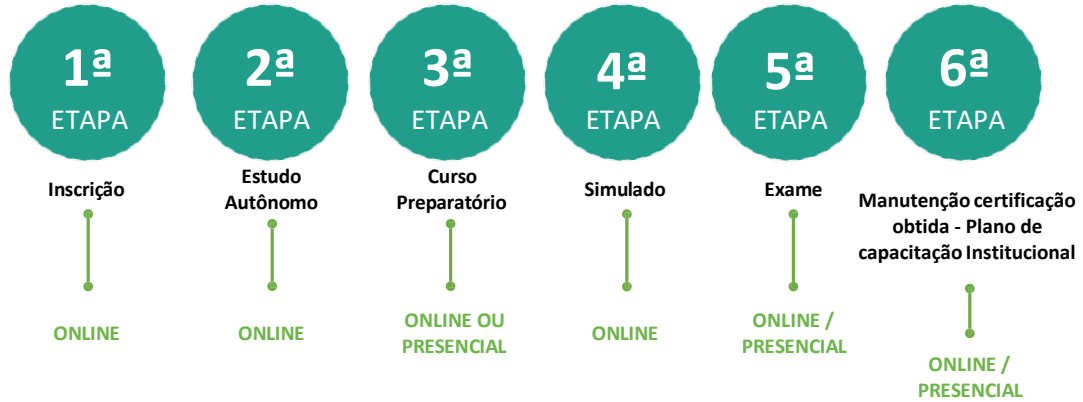 1ª
ETAPA
Inscrição
ONLINE
2ª
ETAPA
Estudo
Autônomo
ONLINE
3ª
ETAPA
Curso
Preparatório
ONLINE OU
PRESENCIAL
4ª
ETAPA
Simulado
ONLINE
5ª
ETAPA
Exame
ONLINE /
PRESENCIAL
6ª
ETAPA
Manutenção certificação
obtida - Plano de
capacitação Institucional
ONLINE /
PRESENCIAL